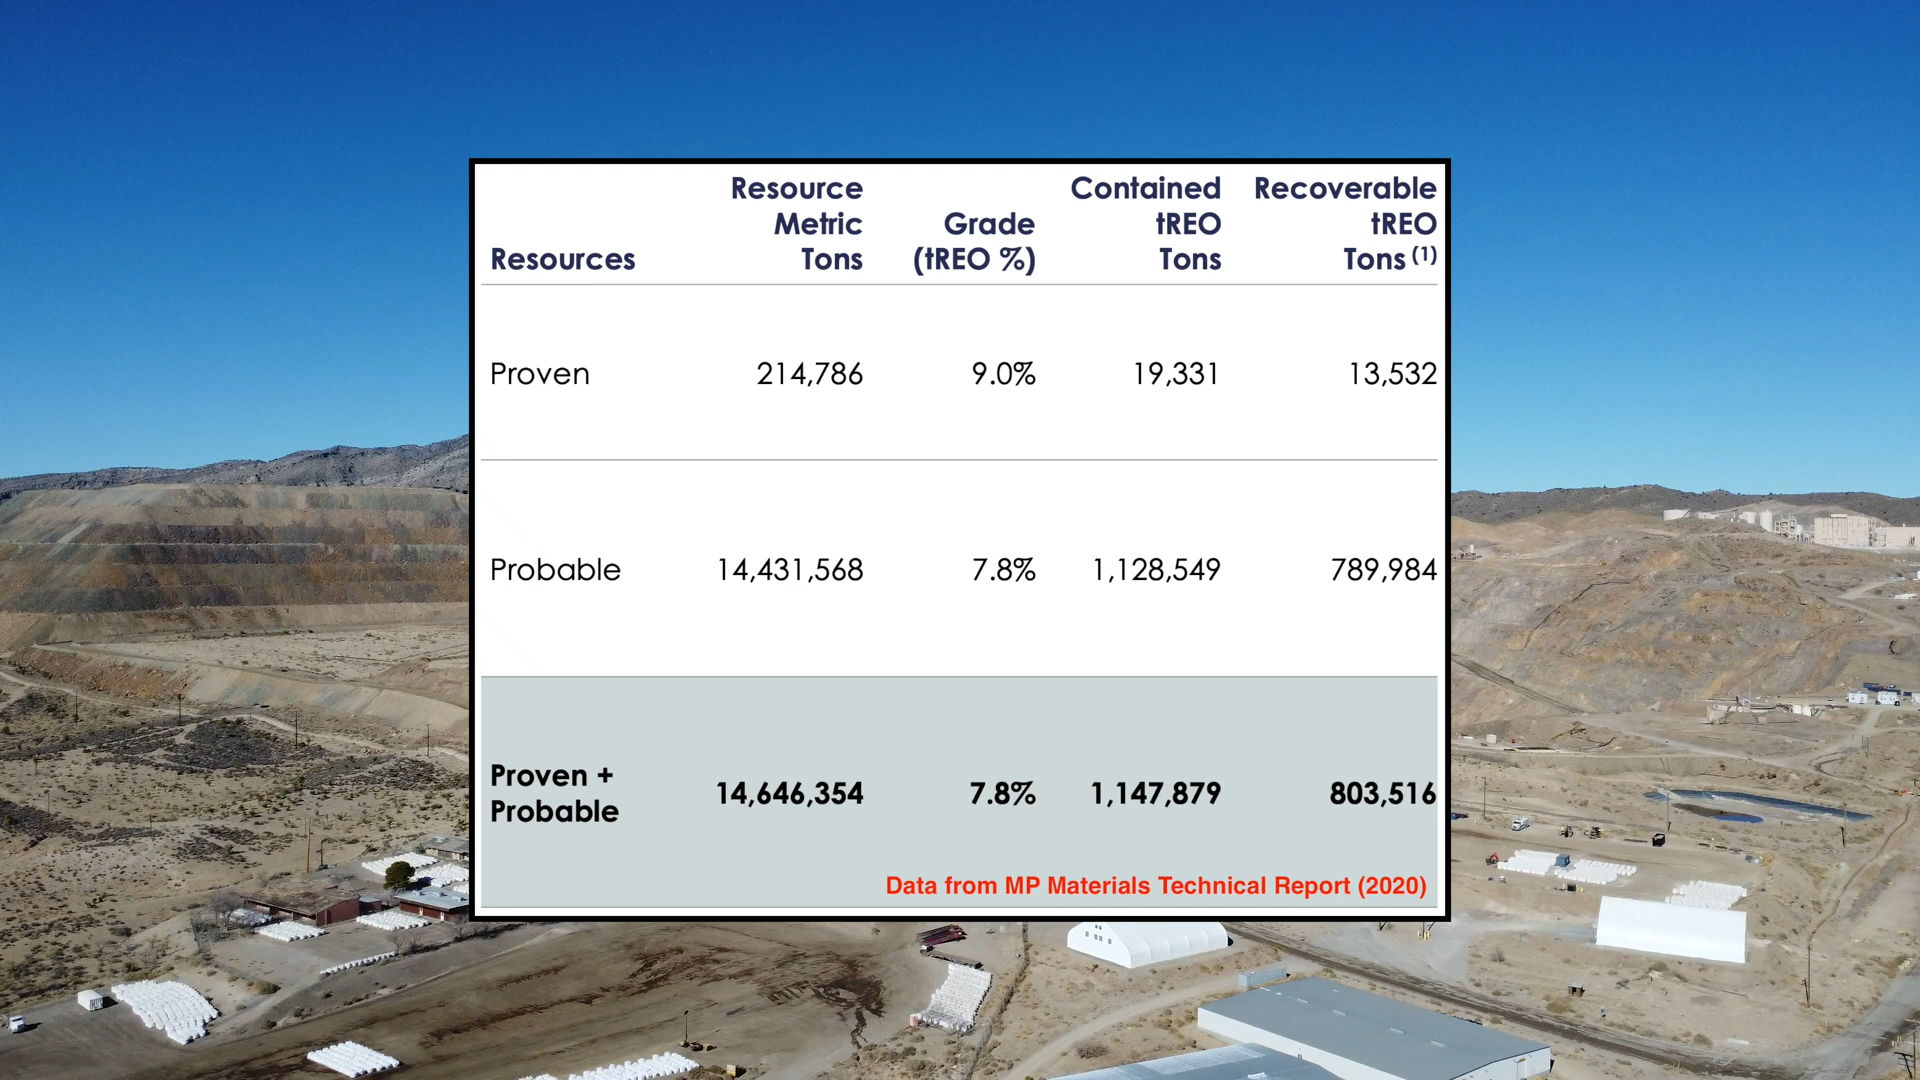 Resources Resource Metric Tons Grade (tREO %) Contained tREO Tons Recoverable tREO Tons (1)
Proven 214,786 9.0% 19,331 13,532
Probable 14,431,568 7.8% 1,128,549 789,984
Proven + Probable 14,646,354 7.8% 1,147,879 803,516
Data from MP Materials Technical Report (2020)